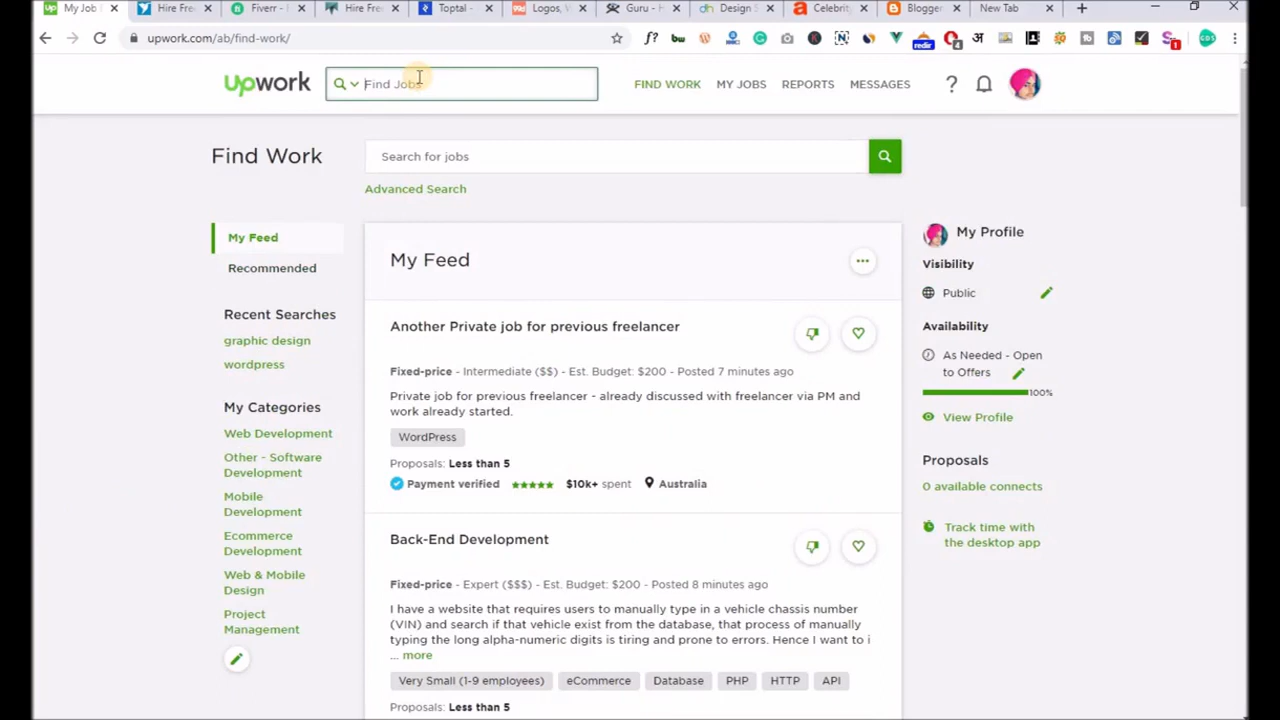 My Job F
Hire Free
Fiverr - F
Hire Free
Toptal -
Logos, W
Guru - H
Design S
Celebrity
Blogger
New Tab
upwork.com/ab/find-work/
upwork
Find Jobs
FIND WORK
MY JOBS
REPORTS
MESSAGES
Find Work
Search for jobs
Advanced Search
My Feed
Recommended
Recent Searches
graphic design
wordpress
My Categories
Web Development
Other - Software
Development
Mobile
Development
Ecommerce
Development
Web & Mobile
Design
Project
Management
My Feed
Another Private job for previous freelancer
Fixed-price - Intermediate ($$) - Est. Budget: $200 - Posted 7 minutes ago
Private job for previous freelancer - already discussed with freelancer via PM and
work already started.
WordPress
Proposals: Less than 5
Payment verified $10k+ spent Australia
Back-End Development
Fixed-price - Expert ($$$) - Est. Budget: $200 - Posted 8 minutes ago
I have a website that requires users to manually type in a vehicle chassis number
(VIN) and search if that vehicle exist from the database, that process of manually
typing the long alpha-numeric digits is tiring and prone to errors. Hence I want to i
... more
Very Small (1-9 employees) eCommerce Database PHP HTTP API
Proposals: Less than 5
My Profile
Visibility
Public
Availability
As Needed - Open
to Offers
100%
View Profile
Proposals
0 available connects
Track time with
the desktop app